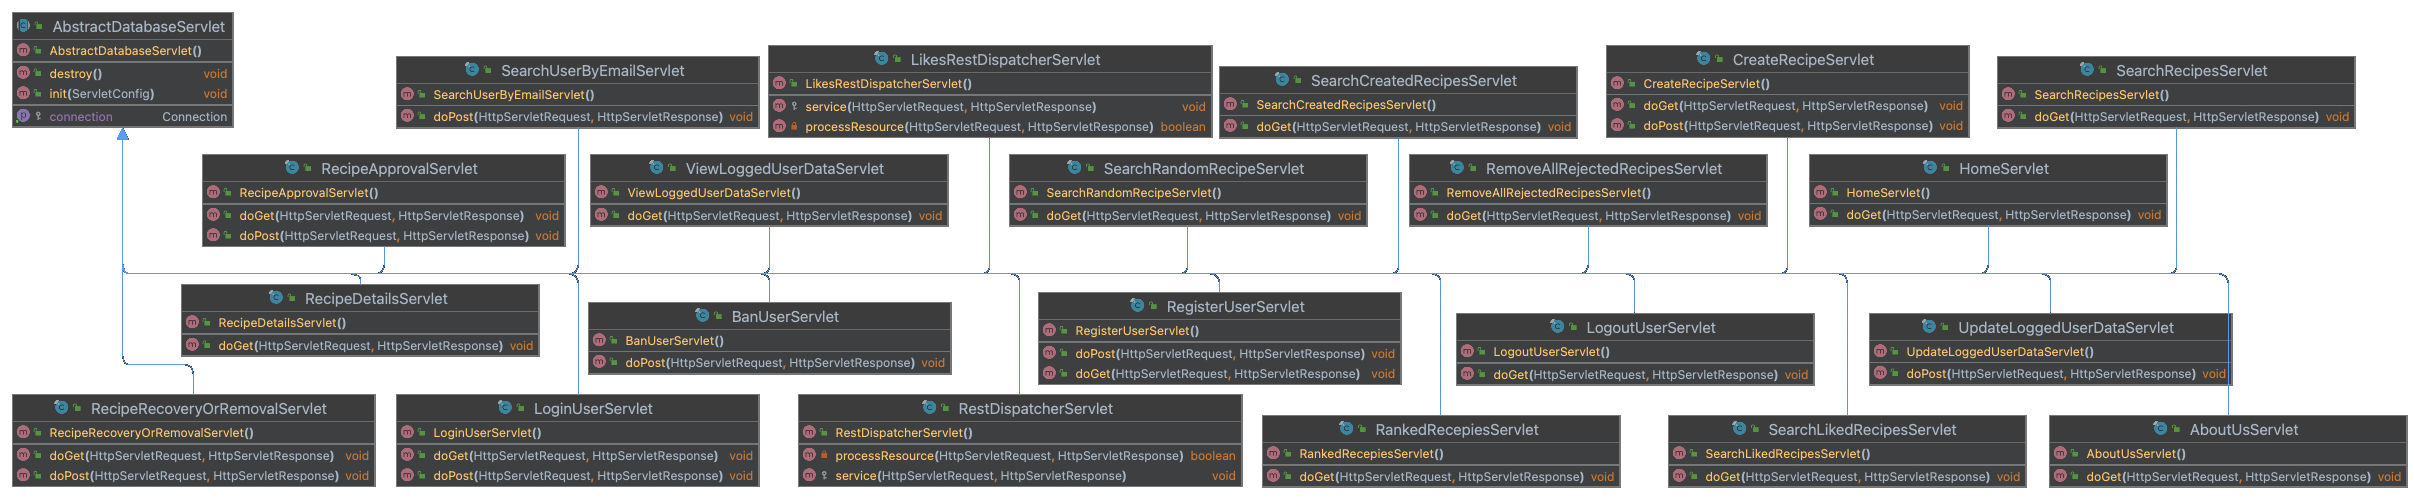 AbstractDatabaseServlet
AbstractDatabaseServlet()
destroy() void
init(ServletConfig) void
connection Connection
SearchUserByEmailServlet
SearchUserByEmailServlet()
doPost(HttpServletRequest, HttpServletResponse) void
LikesRestDispatcherServlet
LikesRestDispatcherServlet()
service(HttpServletRequest, HttpServletResponse) void
processResource(HttpServletRequest, HttpServletResponse) boolean
SearchCreatedRecipesServlet
SearchCreatedRecipesServlet()
doGet(HttpServletRequest, HttpServletResponse) void
CreateRecipeServlet
CreateRecipeServlet()
doGet(HttpServletRequest, HttpServletResponse) void
doPost(HttpServletRequest, HttpServletResponse) void
SearchRecipesServlet
SearchRecipesServlet()
doGet(HttpServletRequest, HttpServletResponse) void
RecipeApprovalServlet
RecipeApprovalServlet()
doGet(HttpServletRequest, HttpServletResponse) void
doPost(HttpServletRequest, HttpServletResponse) void
ViewLoggedUserDataServlet
ViewLoggedUserDataServlet()
doGet(HttpServletRequest, HttpServletResponse) void
SearchRandomRecipeServlet
SearchRandomRecipeServlet()
doGet(HttpServletRequest, HttpServletResponse) void
RemoveAllRejectedRecipesServlet
RemoveAllRejectedRecipesServlet()
doGet(HttpServletRequest, HttpServletResponse) void
HomeServlet
HomeServlet()
doGet(HttpServletRequest, HttpServletResponse) void
RecipeDetailsServlet
RecipeDetailsServlet()
doGet(HttpServletRequest, HttpServletResponse) void
BanUserServlet
BanUserServlet()
doPost(HttpServletRequest, HttpServletResponse) void
RegisterUserServlet
RegisterUserServlet()
doPost(HttpServletRequest, HttpServletResponse) void
doGet(HttpServletRequest, HttpServletResponse) void
LogoutUserServlet
LogoutUserServlet()
doGet(HttpServletRequest, HttpServletResponse) void
UpdateLoggedUserDataServlet
UpdateLoggedUserDataServlet()
doPost(HttpServletRequest, HttpServletResponse) void
RecipeRecoveryOrRemovalServlet
RecipeRecoveryOrRemovalServlet()
doGet(HttpServletRequest, HttpServletResponse) void
doPost(HttpServletRequest, HttpServletResponse) void
LoginUserServlet
LoginUserServlet()
doGet(HttpServletRequest, HttpServletResponse) void
doPost(HttpServletRequest, HttpServletResponse) void
RestDispatcherServlet
RestDispatcherServlet()
processResource(HttpServletRequest, HttpServletResponse) boolean
service(HttpServletRequest, HttpServletResponse) void
RankedRecepiesServlet
RankedRecepiesServlet()
doGet(HttpServletRequest, HttpServletResponse) void
SearchLikedRecipesServlet
SearchLikedRecipesServlet()
doGet(HttpServletRequest, HttpServletResponse) void
AboutUsServlet
AboutUsServlet()
doGet(HttpServletRequest, HttpServletResponse) void